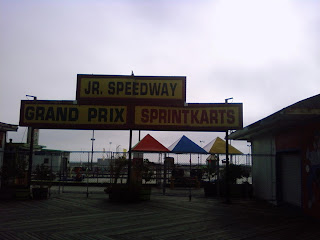 JR. SPEEDWAY
GRAND PRIX SPRINTKARTS